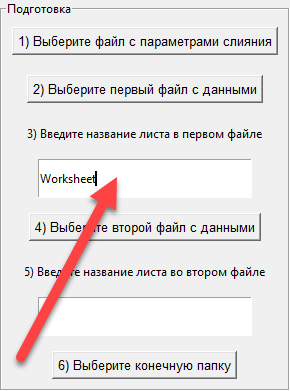 Подготовка
1) Выберите файл с параметрами слияния
2) Выберите первый файл с данными
3) Введите название листа в первом файле
Worksheet
4) Выберите второй файл с данными
5) Введите название листа во втором файле
6) Выберите конечную папку